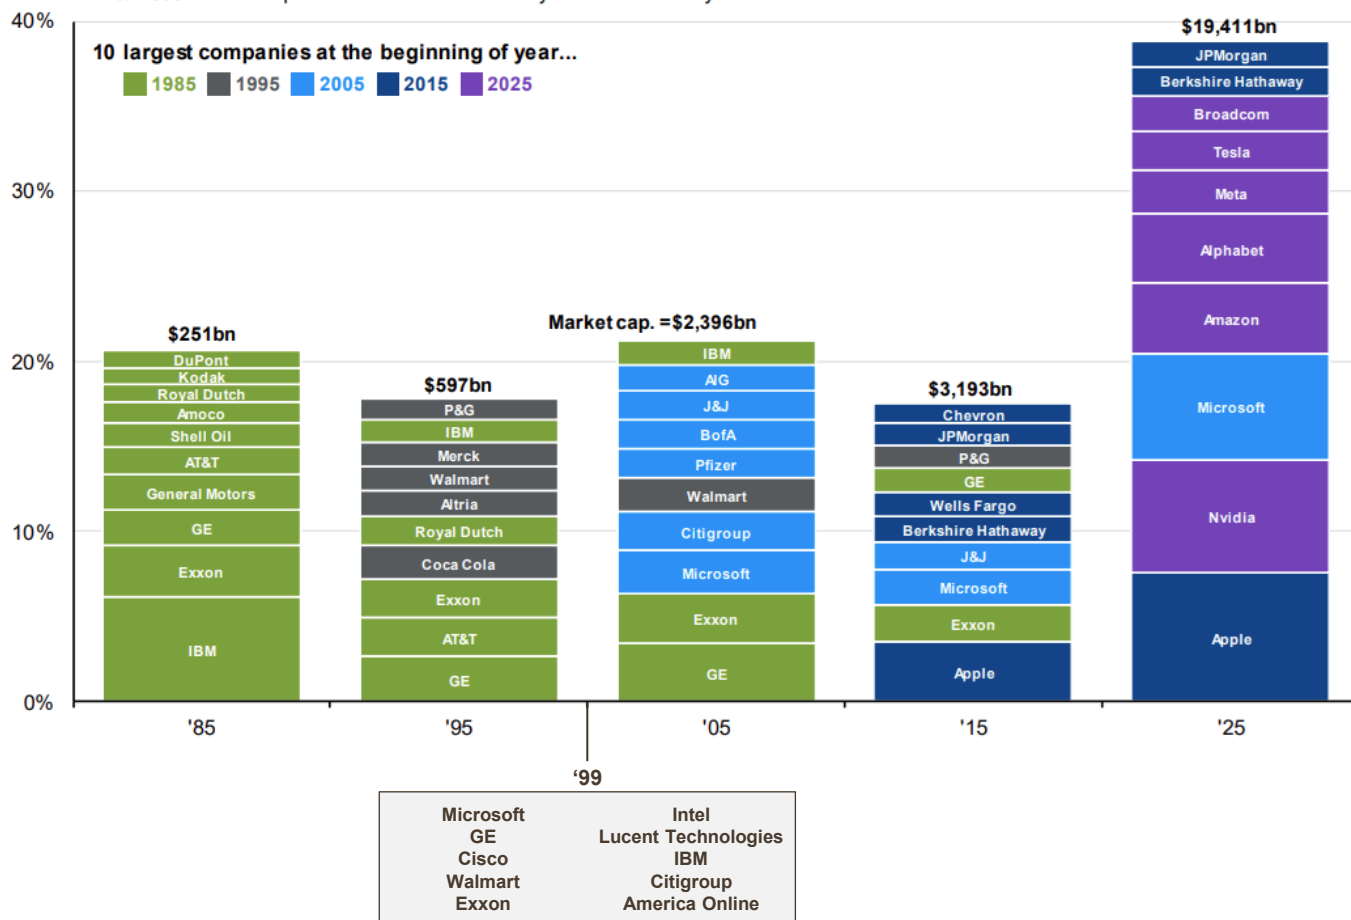 40%
$19,411bn
10 largest companies at the beginning of year...
1985 1995 2005 2015 2025
JPMorgan
Berkshire Hathaway
Broadcom
Tesla
30%
Meta
Alphabet
Amazon
Market cap. =$2,396bn
$251bn
20%
DuPont
Kodak
Royal Dutch
Amoco
Shell Oil
AT&T
General Motors
GE
Exxon
IBM
$597bn
P&G
IBM
Merck
Walmart
Altria
Royal Dutch
Coca Cola
Exxon
AT&T
GE
IBM
AIG
J&J
BofA
Pfizer
Walmart
Citigroup
Microsoft
Exxon
GE
$3,193bn
Chevron
JPMorgan
P&G
GE
Wells Fargo
Berkshire Hathaway
J&J
Microsoft
Exxon
Apple
Microsoft
Nvidia
Apple
10%
0%
'85 '95 '05 '15 '25
‘99
Microsoft Intel
GE Lucent Technologies
Cisco IBM
Walmart Citigroup
Exxon America Online